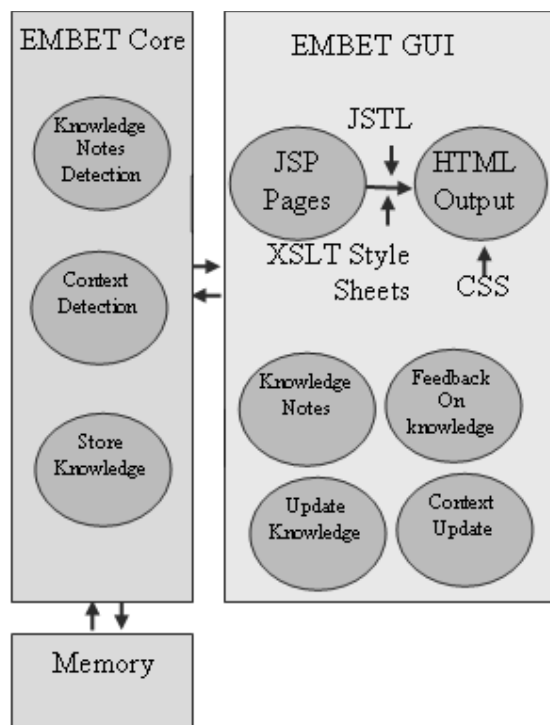 EMBET Core
Knowledge
Notes
Detection
Context
Detection
Store
Knowledge
Memory
EMBET GUI
JSTL
JSP
Pages
HTML
Output
XSLT Style
Sheets
CSS
Knowledge
Notes
Feedback
On
knowledge
Update
Knowledge
Context
Update